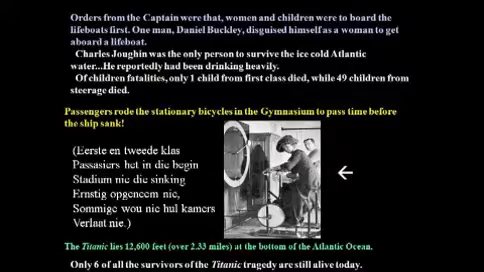 Orders from the Captain were that, women and children were to board the
lifeboats first. One man, Daniel Buckley, disguised himself as a woman to get
aboard a lifeboat.
Charles Joughin was the only person to survive the ice cold Atlantic
water...He reportedly had been drinking heavily.
Of children fatalities, only 1 child from first class died, while 49 children from
steerage died.
Passengers rode the stationary bicycles in the Gymnasium to pass time before
the ship sank!
(Eerste en tweede klas
Passasiers het in die begin
Stadium nie die sinking
Ernstig opgeneem nie,
Sommige wou nie hul kamers
Verlaat nie.)
The Titanic lies 12,600 feet (over 2.33 miles) at the bottom of the Atlantic Ocean.
Only 6 of all the survivors of the Titanic tragedy are still alive today.